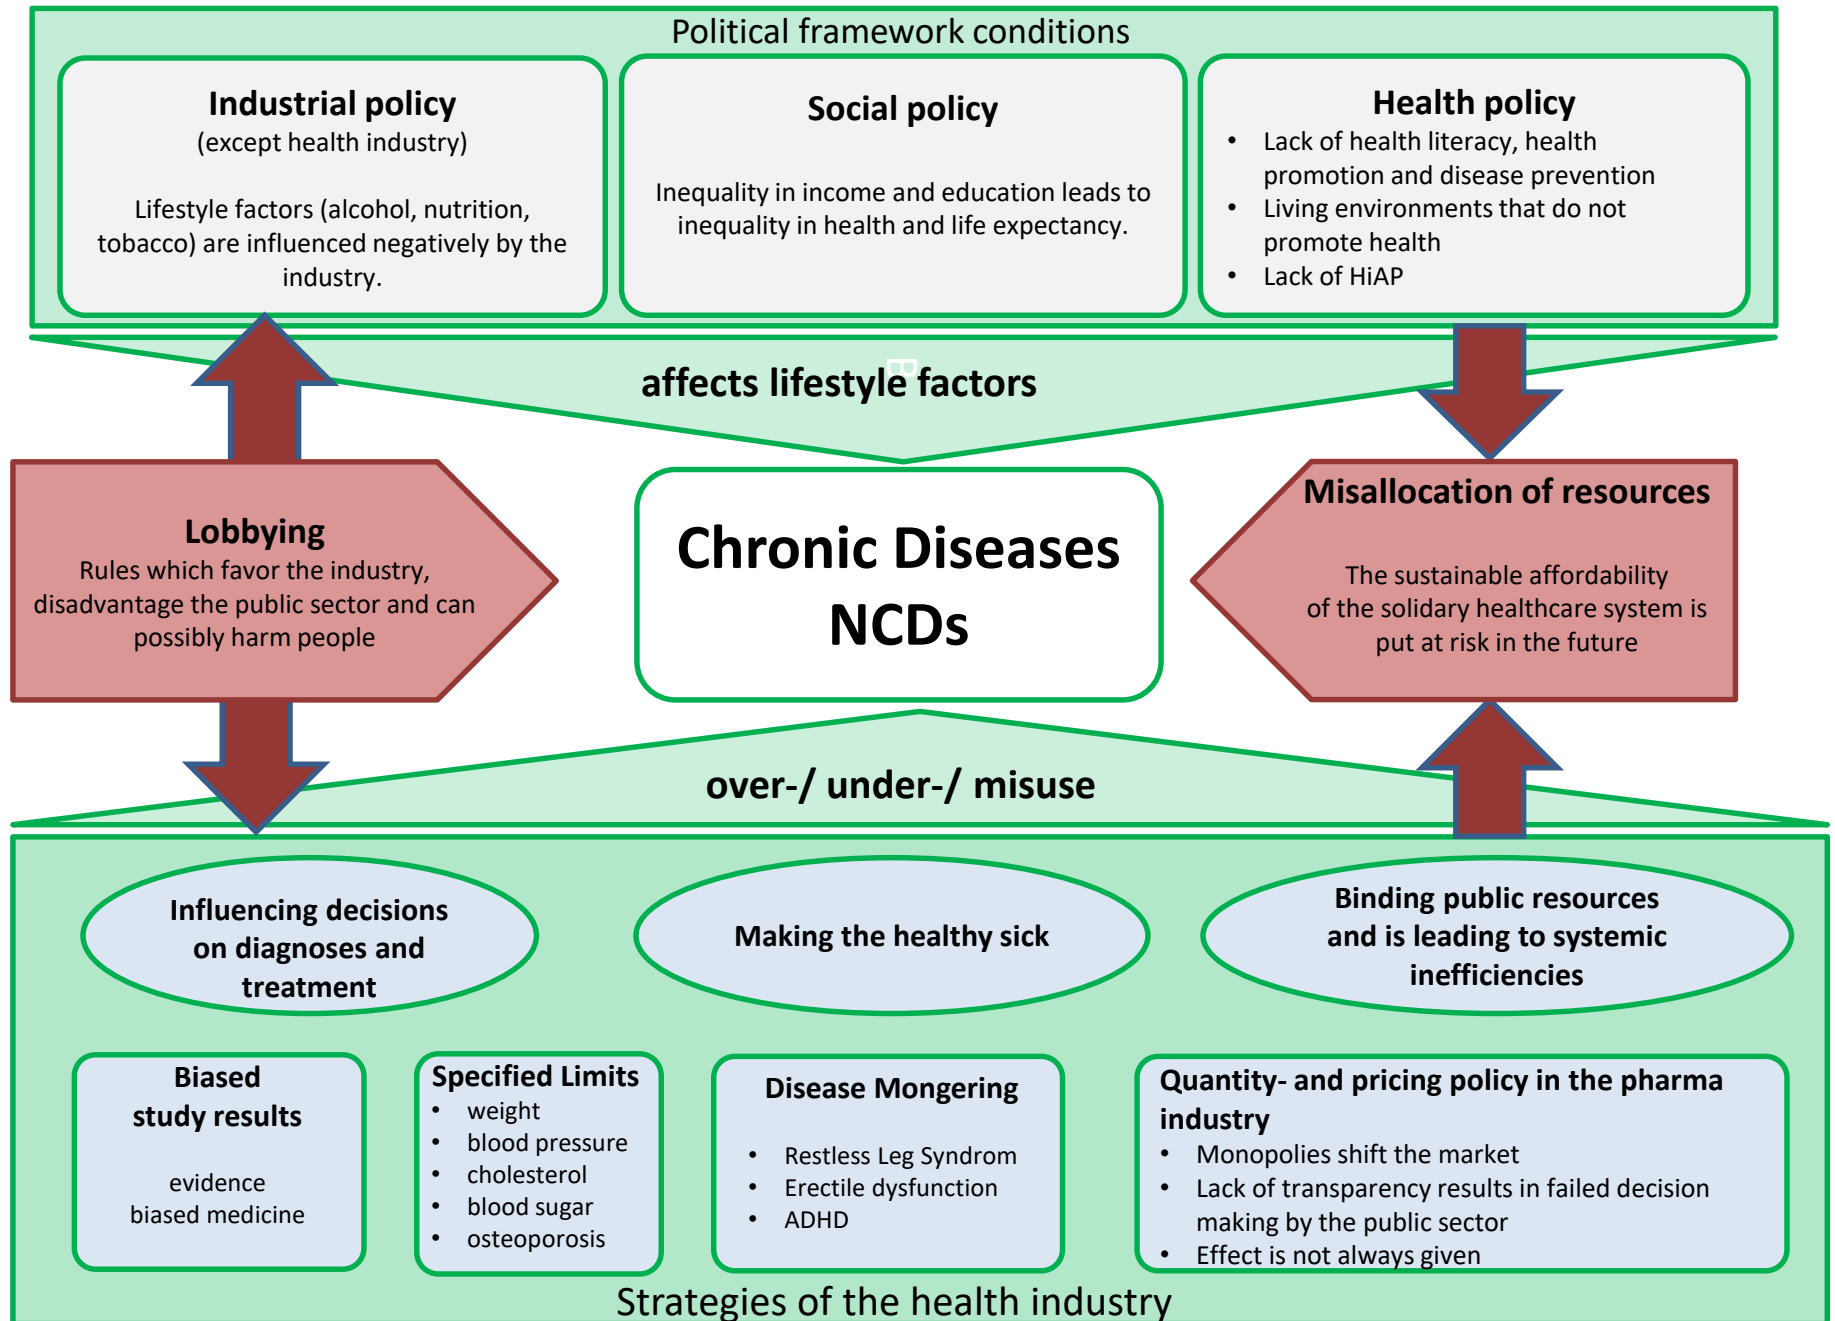 Political framework conditions
Industrial policy
(except health industry)
Lifestyle factors (alcohol, nutrition,
tobacco) are influenced negatively by the
industry.
Social policy
Inequality in income and education leads to
inequality in health and life expectancy.
Health policy
• Lack of health literacy, health
promotion and disease prevention
• Living environments that do not
promote health
• Lack of HiAP
B
affects lifestyle factors
Lobbying
Rules which favor the industry,
disadvantage the public sector and can
possibly harm people
Chronic Diseases
NCDs
Misallocation of resources
The sustainable affordability
of the solidary healthcare system is
put at risk in the future
over-/ under-/ misuse
Influencing decisions
on diagnoses and
treatment
Making the healthy sick
Binding public resources
and is leading to systemic
inefficiencies
Biased
study results
evidence
biased medicine
Specified Limits
• weight
• blood pressure
• cholesterol
• blood sugar
• osteoporosis
Disease Mongering
• Restless Leg Syndrom
• Erectile dysfunction
• ADHD
Quantity- and pricing policy in the pharma
industry
• Monopolies shift the market
• Lack of transparency results in failed decision
making by the public sector
• Effect is not always given
Strategies of the health industry